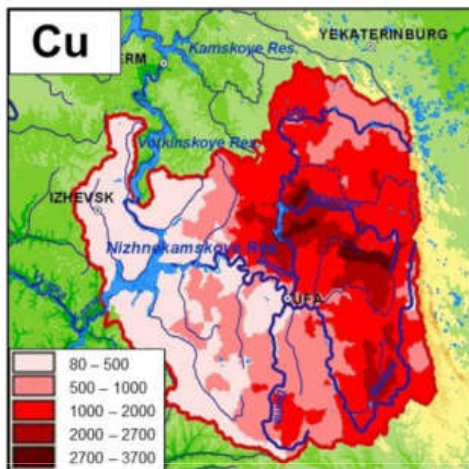 Cu
Kamskoye Res.
YEKATERINBURG
ERM
Votkinskoye Res.
IZHEVSK
Nizhnekamskoye Res.
UFA
80 – 500
500 – 1000
1000 – 2000
2000 – 2700
2700 – 3700